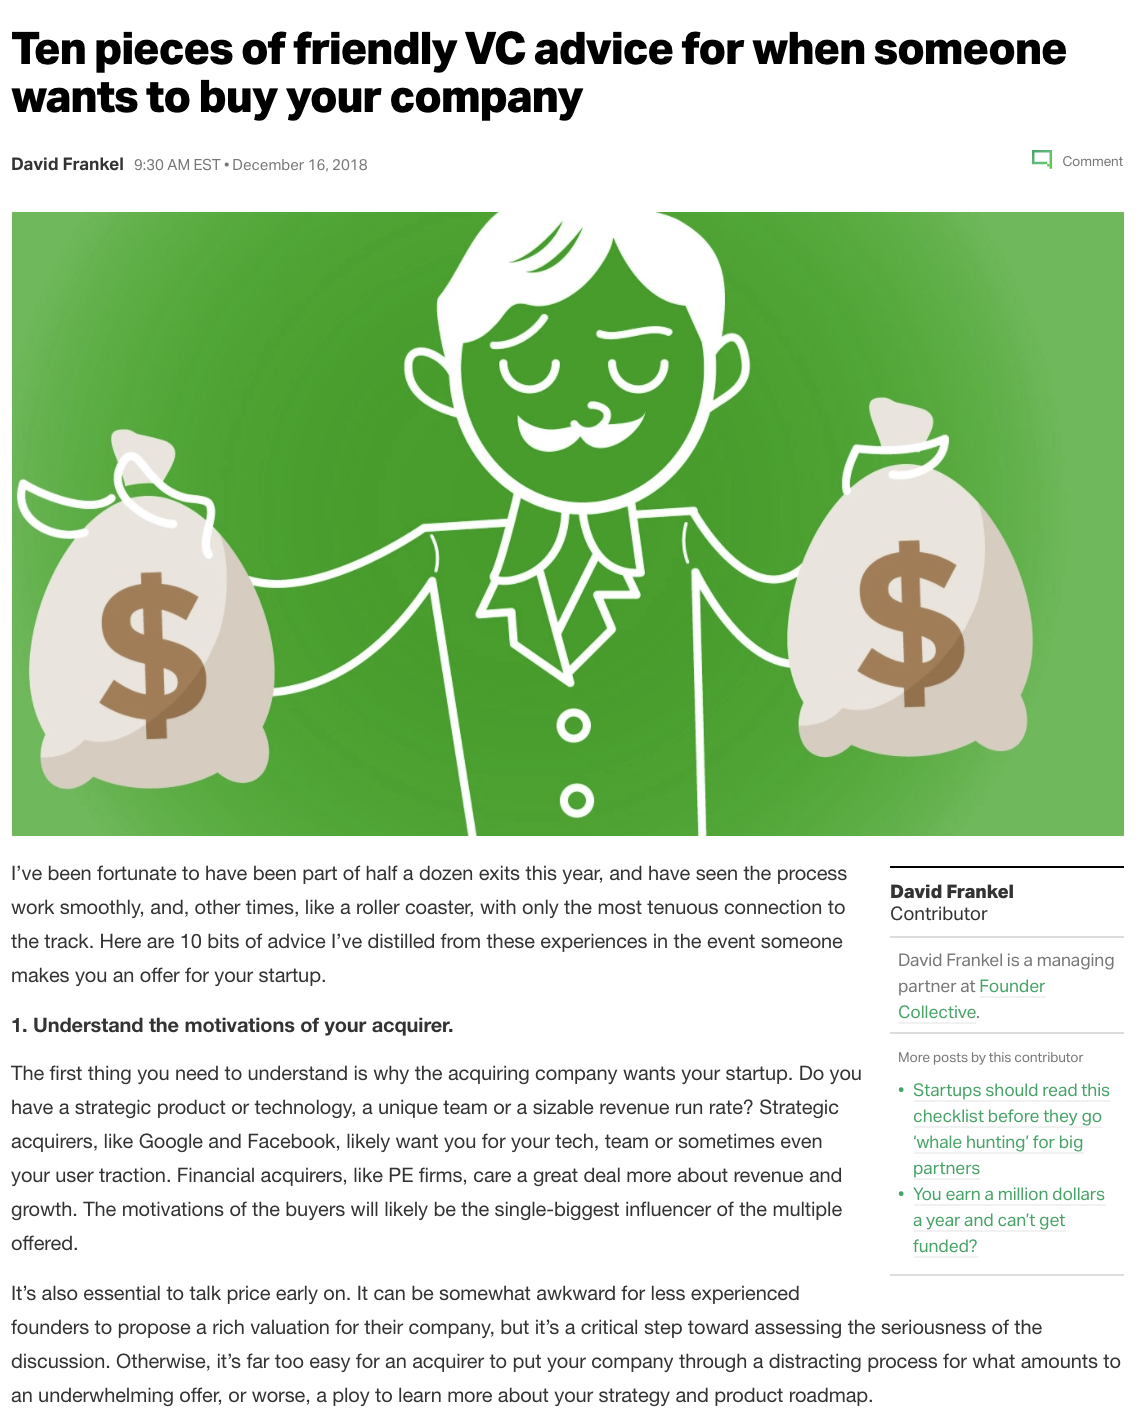 Ten pieces of friendly VC advice for when someone
wants to buy your company
David Frankel 9:30 AM EST • December 16, 2018
Comment
$
$
I’ve been fortunate to have been part of half a dozen exits this year, and have seen the process
work smoothly, and, other times, like a roller coaster, with only the most tenuous connection to
the track. Here are 10 bits of advice I’ve distilled from these experiences in the event someone
makes you an offer for your startup.
1. Understand the motivations of your acquirer.
The first thing you need to understand is why the acquiring company wants your startup. Do you
have a strategic product or technology, a unique team or a sizable revenue run rate? Strategic
acquirers, like Google and Facebook, likely want you for your tech, team or sometimes even
your user traction. Financial acquirers, like PE firms, care a great deal more about revenue and
growth. The motivations of the buyers will likely be the single-biggest influencer of the multiple
offered.
It’s also essential to talk price early on. It can be somewhat awkward for less experienced
founders to propose a rich valuation for their company, but it’s a critical step toward assessing the seriousness of the
discussion. Otherwise, it’s far too easy for an acquirer to put your company through a distracting process for what amounts to
an underwhelming offer, or worse, a ploy to learn more about your strategy and product roadmap.
David Frankel
Contributor
David Frankel is a managing
partner at Founder
Collective.
More posts by this contributor
• Startups should read this
checklist before they go
‘whale hunting’ for big
partners
• You earn a million dollars
a year and can’t get
funded?